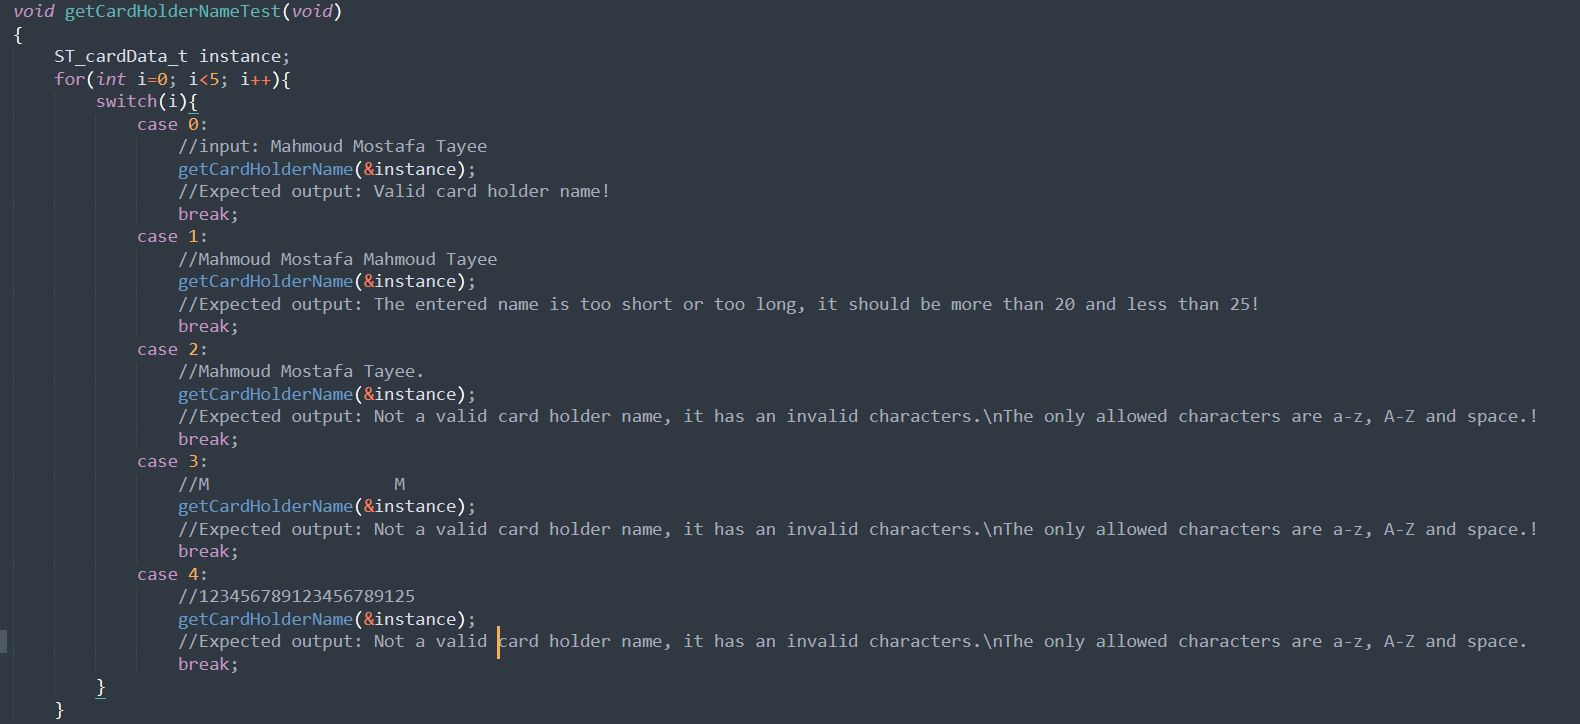 void getCardHolderNameTest(void)
{
    ST_cardData_t instance;
    for(int i=0; i<5; i++){
        switch(i){
            case 0:
                //input: Mahmoud Mostafa Tayee
                getCardHolderName(&instance);
                //Expected output: Valid card holder name!
                break;
            case 1:
                //Mahmoud Mostafa Mahmoud Tayee
                getCardHolderName(&instance);
                //Expected output: The entered name is too short or too long, it should be more than 20 and less than 25!
                break;
            case 2:
                //Mahmoud Mostafa Tayee.
                getCardHolderName(&instance);
                //Expected output: Not a valid card holder name, it has an invalid characters.\nThe only allowed characters are a-z, A-Z and space.!
                break;
            case 3:
                //M                  M
                getCardHolderName(&instance);
                //Expected output: Not a valid card holder name, it has an invalid characters.\nThe only allowed characters are a-z, A-Z and space.!
                break;
            case 4:
                //123456789123456789125
                getCardHolderName(&instance);
                //Expected output: Not a valid card holder name, it has an invalid characters.\nThe only allowed characters are a-z, A-Z and space.
                break;
        }
    }